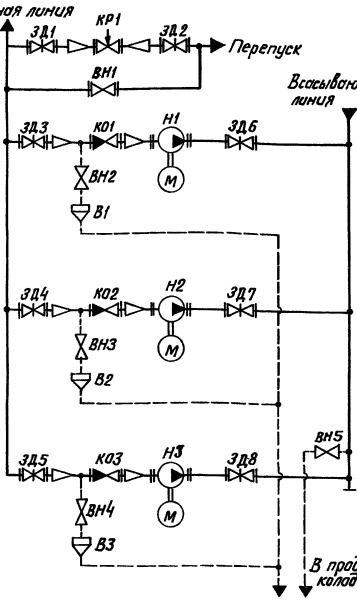 ная линия
КР1
ЗД1
ЗД2
Перепуск
ВН1
Всасываю
линия
ЗД3
КО1
Н1
ЗД6
ВН2
М
В1
ЗД4
КО2
Н2
ЗД7
ВН3
М
В2
ВН5
ЗД5
КО3
Н3
ЗД8
ВН4
М
В3
В прод
колод